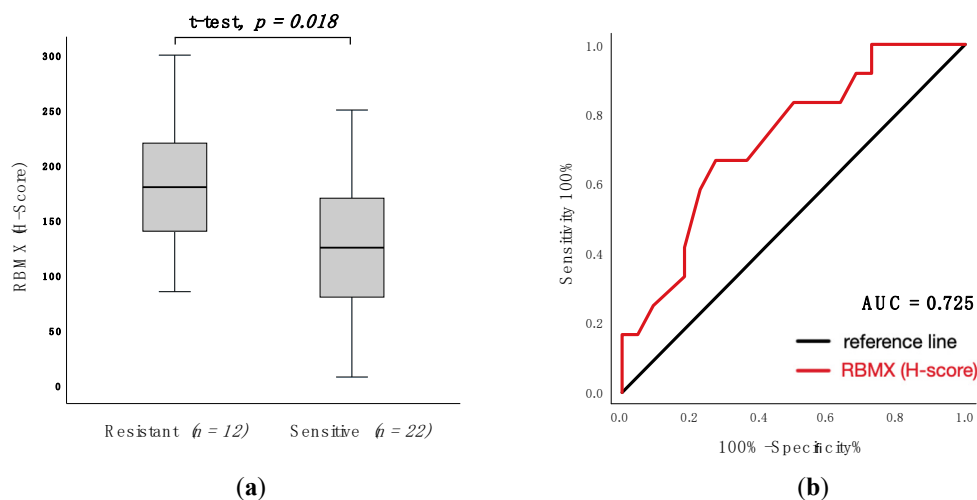 t-test, p = 0.018
300
250
200
150
100
50
0
RBMX (H-Score)
Resistant (n = 12)
Sensitive (n = 22)
(a)
1.0
0.8
0.6
0.4
0.2
0.0
Sensitivity 100%
AUC = 0.725
reference line
RBMX (H-score)
0.0 0.2 0.4 0.6 0.8 1.0
100% -Specificity%
(b)